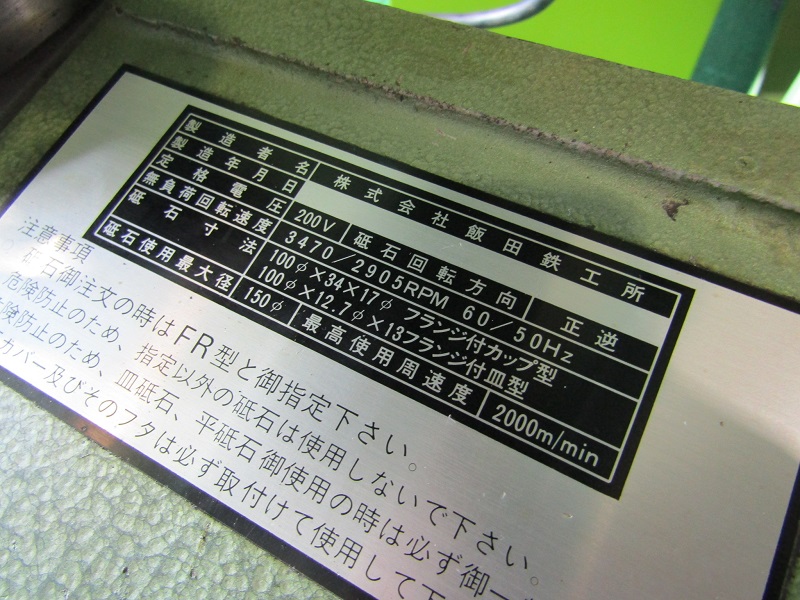 製造者名 株式会社飯田鉄工所
製造年月日
定格電圧 200V 砥石回転方向 正逆
無負荷回転速度 3470/2905RPM 60/50Hz
砥石寸法 100φ×34×17φ フランジ付カップ型
100φ×12.7φ×13フランジ付皿型
砥石使用最大径 150φ 最高使用周速度 2000m/min
注意事項
砥石御注文の時はFR型と御指定下さい。
危険防止のため、指定以外の砥石は使用しないで下さい。
険防止のため、皿砥石、平砥石御使用の時は必ず御一
カバー及びそのフタは必ず取付けて使用して下